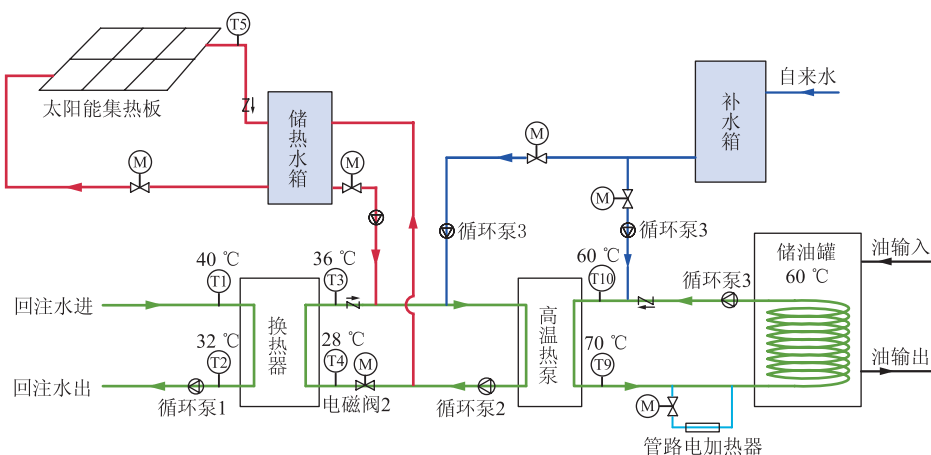 T5
太阳能集热板
储热水箱
M
M
M
补水箱
自来水
M
循环泵3
循环泵3
40 ℃
T1
36 ℃
T3
60 ℃
T10
循环泵3
储油罐
60 ℃
油输入
回注水进
换热器
高温热泵
32 ℃
T2
28 ℃
T4
M
70 ℃
T9
油输出
回注水出
循环泵1
电磁阀2
循环泵2
M
管路电加热器